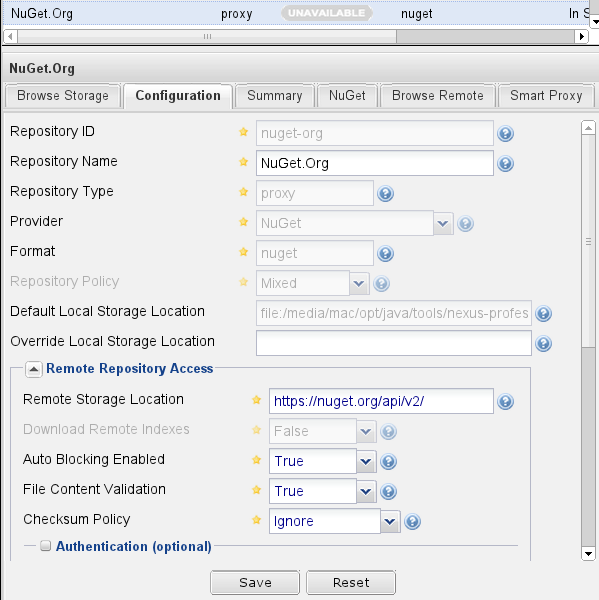 NuGet.Org proxy UNAVAILABLE nuget In S
NuGet.Org
Browse Storage Configuration Summary NuGet Browse Remote Smart Proxy
Repository ID nuget-org
Repository Name NuGet.Org
Repository Type proxy
Provider NuGet
Format nuget
Repository Policy Mixed
Default Local Storage Location file:/media/mac/opt/java/tools/nexus-profes
Override Local Storage Location
Remote Repository Access
Remote Storage Location https://nuget.org/api/v2/
Download Remote Indexes False
Auto Blocking Enabled True
File Content Validation True
Checksum Policy Ignore
Authentication (optional)
Save Reset